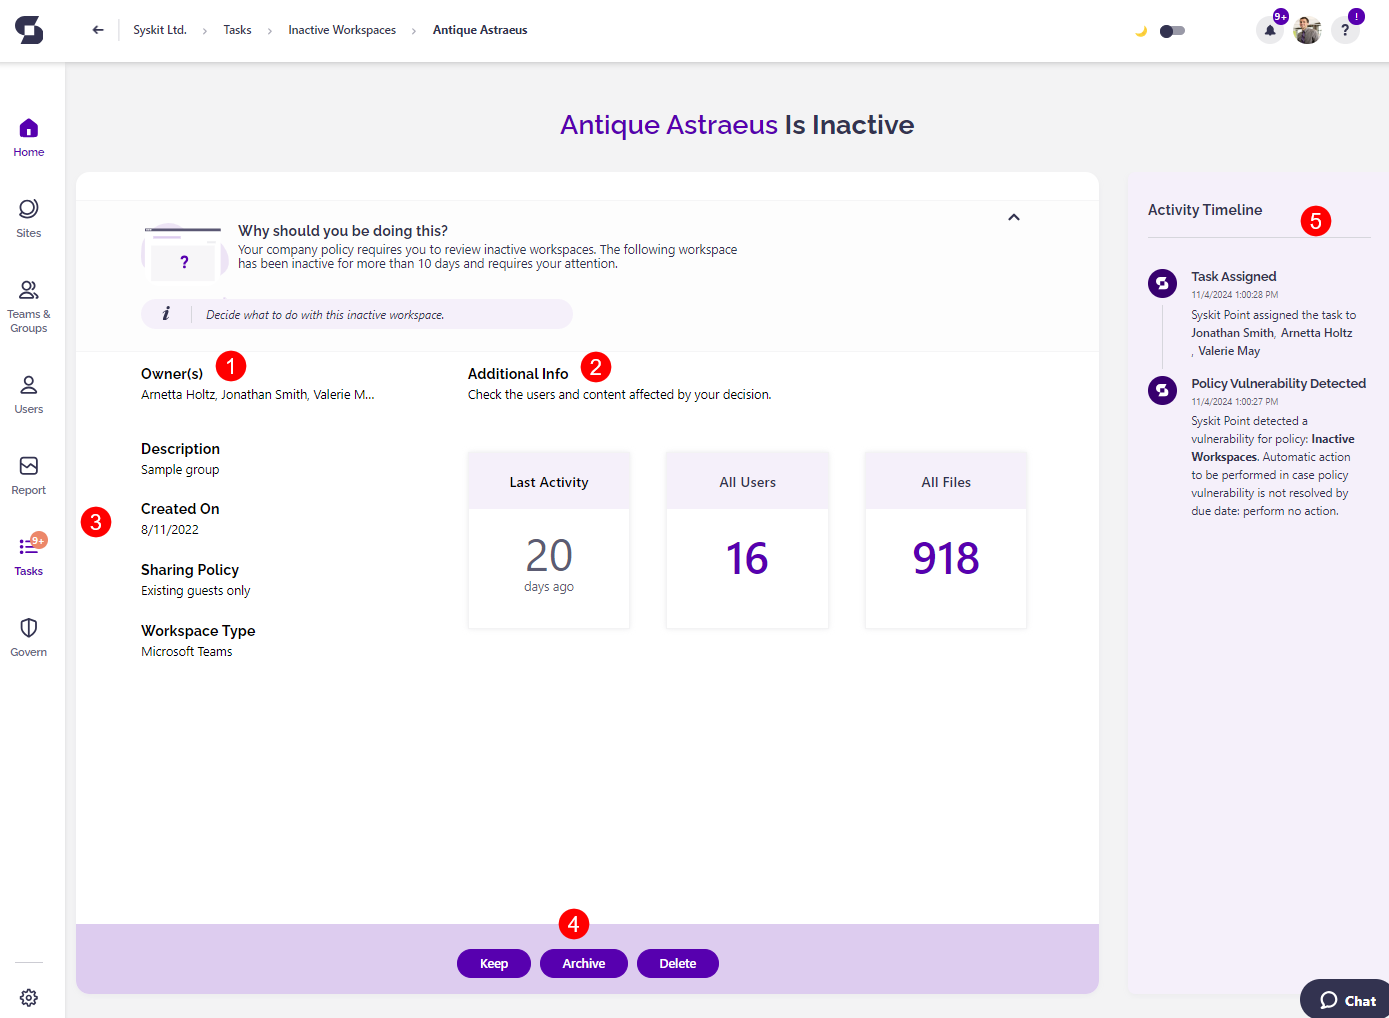 Syskit Ltd. > Tasks > Inactive Workspaces > Antique Astraeus
9+
!
?
Home
Sites
Teams &
Groups
Users
Report
9+
Tasks
Govern
Antique Astraeus Is Inactive
?
Why should you be doing this?
Your company policy requires you to review inactive workspaces. The following workspace
has been inactive for more than 10 days and requires your attention.
i
Decide what to do with this inactive workspace.
Owner(s)
1
Arnetta Holtz, Jonathan Smith, Valerie M...
Description
Sample group
3
Created On
8/11/2022
Sharing Policy
Existing guests only
Workspace Type
Microsoft Teams
Additional Info
2
Check the users and content affected by your decision.
Last Activity
20
days ago
All Users
16
All Files
918
4
Keep
Archive
Delete
Activity Timeline
5
Task Assigned
11/4/2024 1:00:28 PM
Syskit Point assigned the task to
Jonathan Smith, Arnetta Holtz
, Valerie May
Policy Vulnerability Detected
11/4/2024 1:00:27 PM
Syskit Point detected a
vulnerability for policy: Inactive
Workspaces. Automatic action
to be performed in case policy
vulnerability is not resolved by
due date: perform no action.
Chat